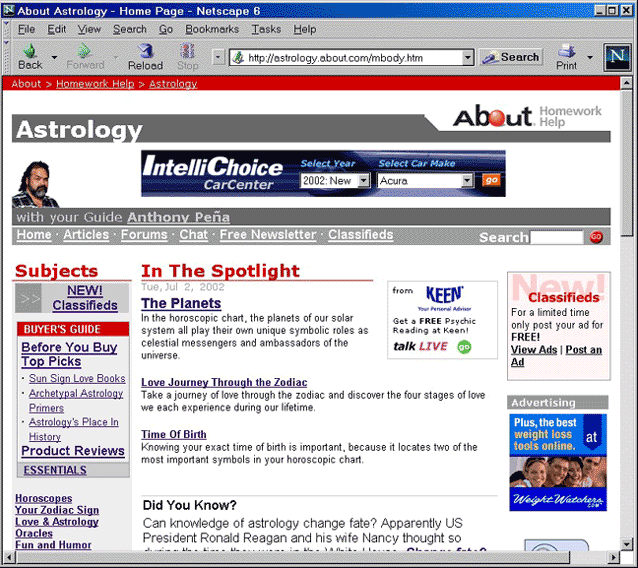 About Astrology - Home Page - Netscape 6
File Edit View Search Go Bookmarks Tasks Help
Back Forward Reload Stop http://astrology.about.com/mbody.htm Search Print N
About > Homework Help > Astrology
Astrology
About Homework
Help
IntelliChoice
CarCenter
Select Year Select Car Make
2002: New Acura go
with your Guide Anthony Peña
Home · Articles · Forums · Chat · Free Newsletter · Classifieds
Search GO
Subjects
>> NEW!
Classifieds
BUYER'S GUIDE
Before You Buy
Top Picks
· Sun Sign Love Books
· Archetypal Astrology
Primers
· Astrology's Place In
History
Product Reviews
ESSENTIALS
Horoscopes
Your Zodiac Sign
Love & Astrology
Oracles
Fun and Humor
In The Spotlight
Tue, Jul 2, 2002
The Planets
In the horoscopic chart, the planets of our solar
system all play their own unique symbolic roles as
celestial messengers and ambassadors of the
universe.
Love Journey Through the Zodiac
Take a journey of love through the zodiac and discover the four stages of love
we each experience during our lifetime.
Time Of Birth
Knowing your exact time of birth is important, because it locates two of the
most important symbols in your horoscopic chart.
Did You Know?
Can knowledge of astrology change fate? Apparently US
President Ronald Reagan and his wife Nancy thought so
during the time they were in the White House. Change fate?
from KEEN
Your Personal Advisor
Get a FREE Psychic
Reading at Keen!
talk LIVE go
New!
Classifieds
For a limited time
only post your ad for
FREE!
View Ads | Post an
Ad
Advertising
Plus, the best
weight loss
tools online.
at
WeightWatchers
.com